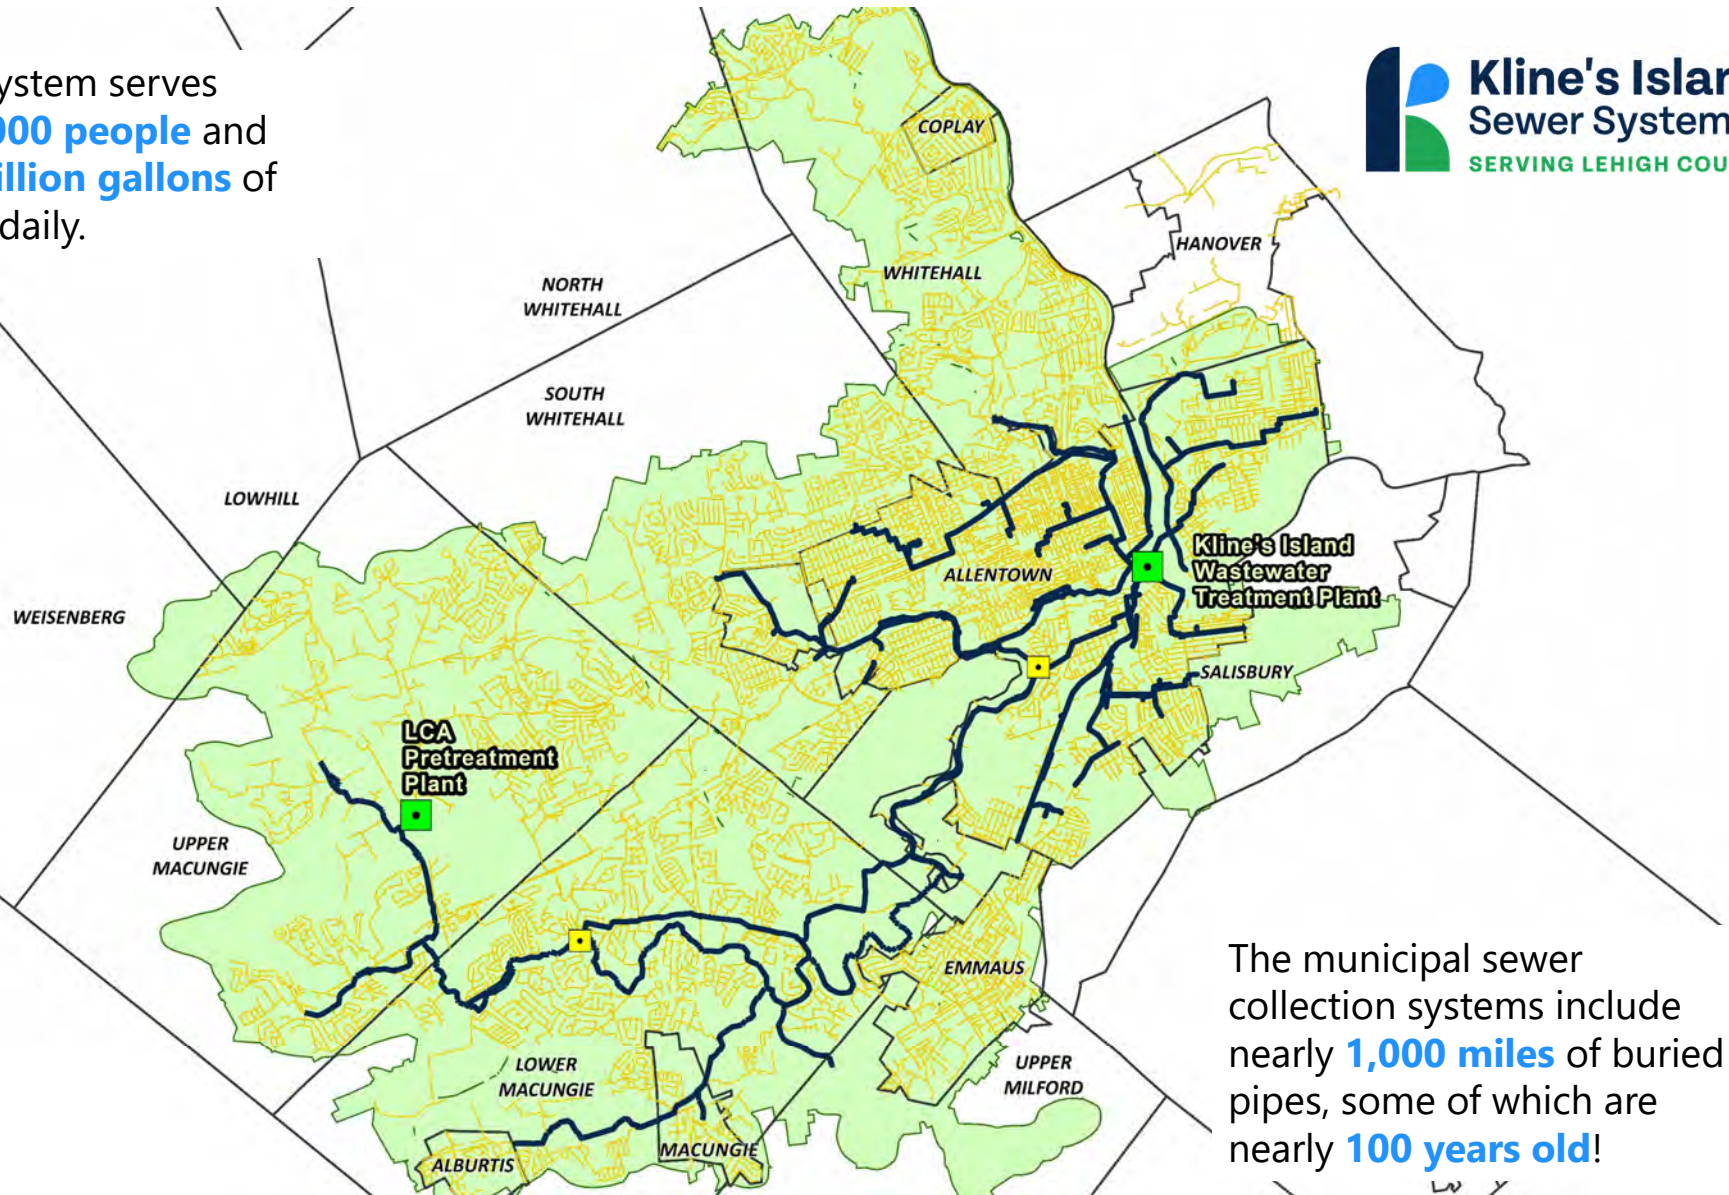 ystem serves
000 people and
illion gallons of
daily.
Kline's Islan
Sewer System
SERVING LEHIGH COU
COPLAY
HANOVER
WHITEHALL
NORTH
WHITEHALL
SOUTH
WHITEHALL
LOWHILL
Kline's Island
Wastewater
Treatment Plant
ALLENTOWN
WEISENBERG
SALISBURY
LCA
Pretreatment
Plant
UPPER
MACUNGIE
EMMAUS
LOWER
MACUNGIE
UPPER
MILFORD
MACUNGIE
ALBURTIS
The municipal sewer
collection systems include
nearly 1,000 miles of buried
pipes, some of which are
nearly 100 years old!